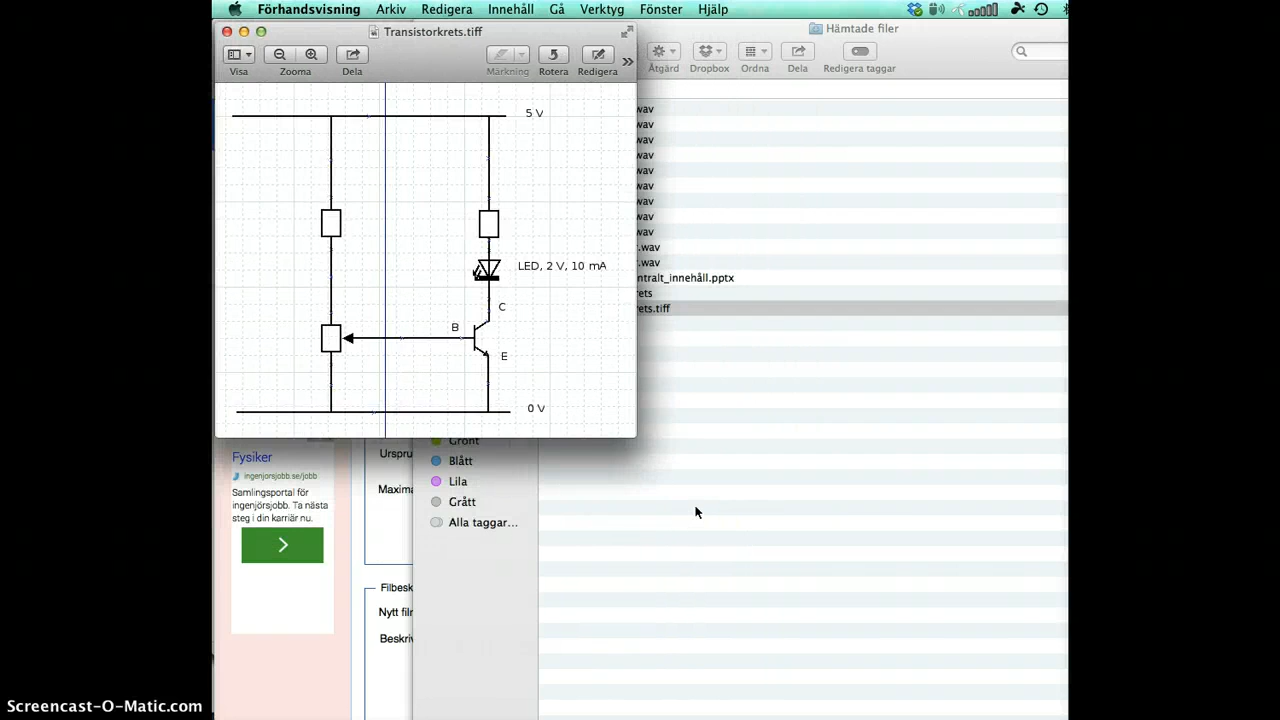 Förhandsvisning Arkiv Redigera Innehåll Gå Verktyg Fönster Hjälp
Transistorkrets.tiff
Visa Zooma Dela Märkning Rotera Redigera
Hämtade filer
Åtgärd Dropbox Ordna Dela Redigera taggar
5 V
LED, 2 V, 10 mA
C
B
E
0 V
wav
wav
wav
wav
wav
wav
wav
wav
wav
r.wav
r.wav
ntralt_innehåll.pptx
rets
rets.tiff
Grönt
Blått
Lila
Grått
Alla taggar...
Fysiker
ingenjorsjobb.se/jobb
Samlingsportal för
ingenjörsjobb. Ta nästa
steg i din karriär nu.
Urspru
Maxima
Filbesk
Nytt filr
Beskriv
Screencast-O-Matic.com